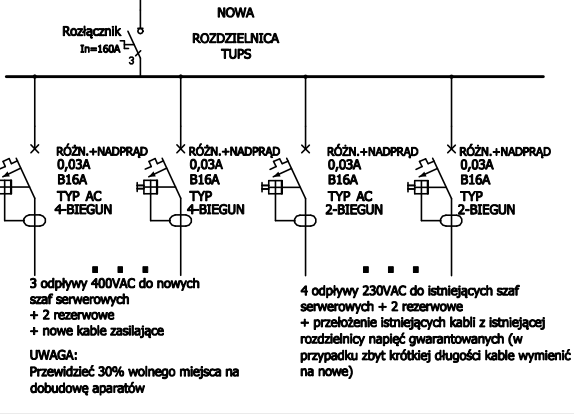 NOWA
Rozłącznik
ROZDZIELNICA
In=160A
TUPS
3
RÓŻN.+NADPRĄD
0,03A
B16A
TYP AC
4-BIEGUN
RÓŻN.+NADPRĄD
0,03A
B16A
TYP
4-BIEGUN
RÓŻN.+NADPRĄD
0,03A
B16A
TYP AC
2-BIEGUN
RÓŻN.+NADPRĄD
0,03A
B16A
TYP
2-BIEGUN
3 odpływy 400VAC do nowych
szaf serwerowych
+ 2 rezerwowe
+ nowe kable zasilające
UWAGA:
Przewidzieć 30% wolnego miejsca na
dobudowę aparatów
4 odpływy 230VAC do istniejących szaf
serwerowych + 2 rezerwowe
+ przełożenie istniejących kabli z istniejącej
rozdzielnicy napięć gwarantowanych (w
przypadku zbyt krótkiej długości kable wymienić
na nowe)